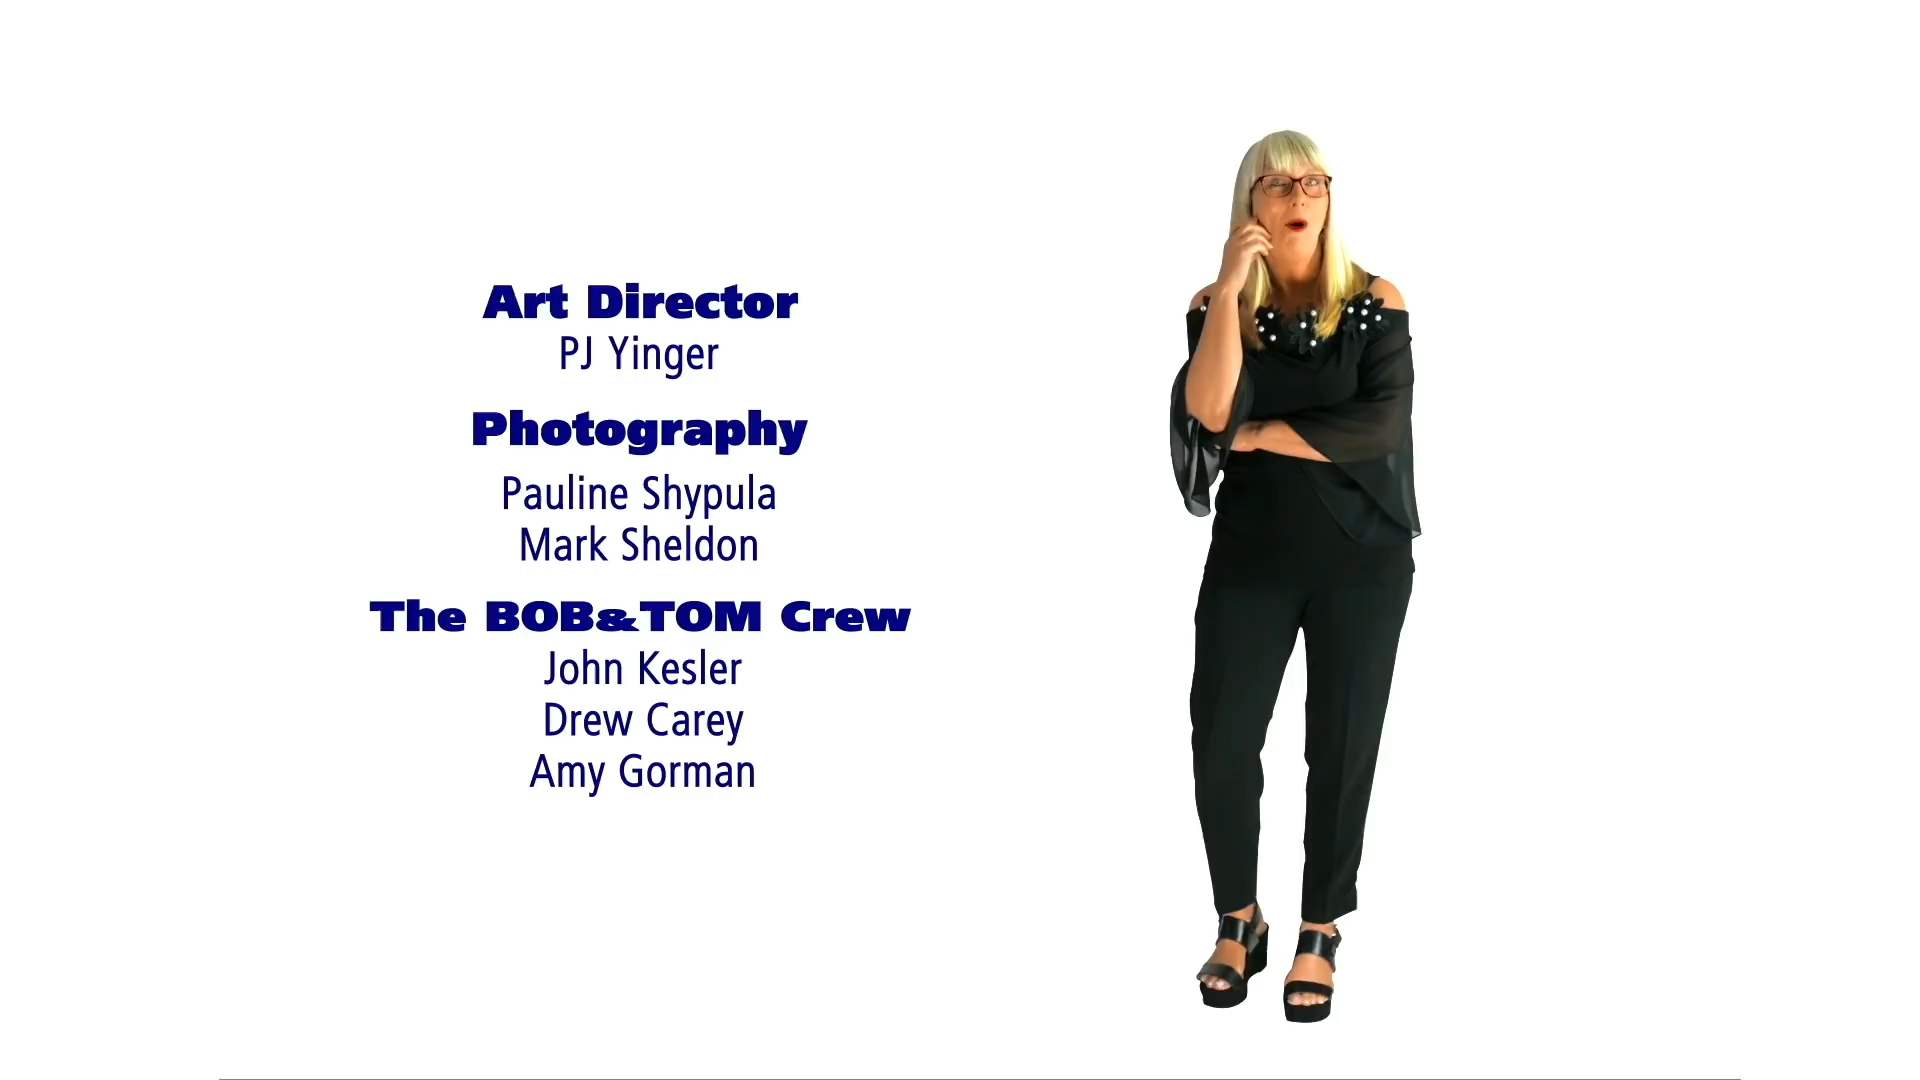 Art Director
PJ Yinger
Photography
Pauline Shypula
Mark Sheldon
The BOB&TOM Crew
John Kesler
Drew Carey
Amy Gorman